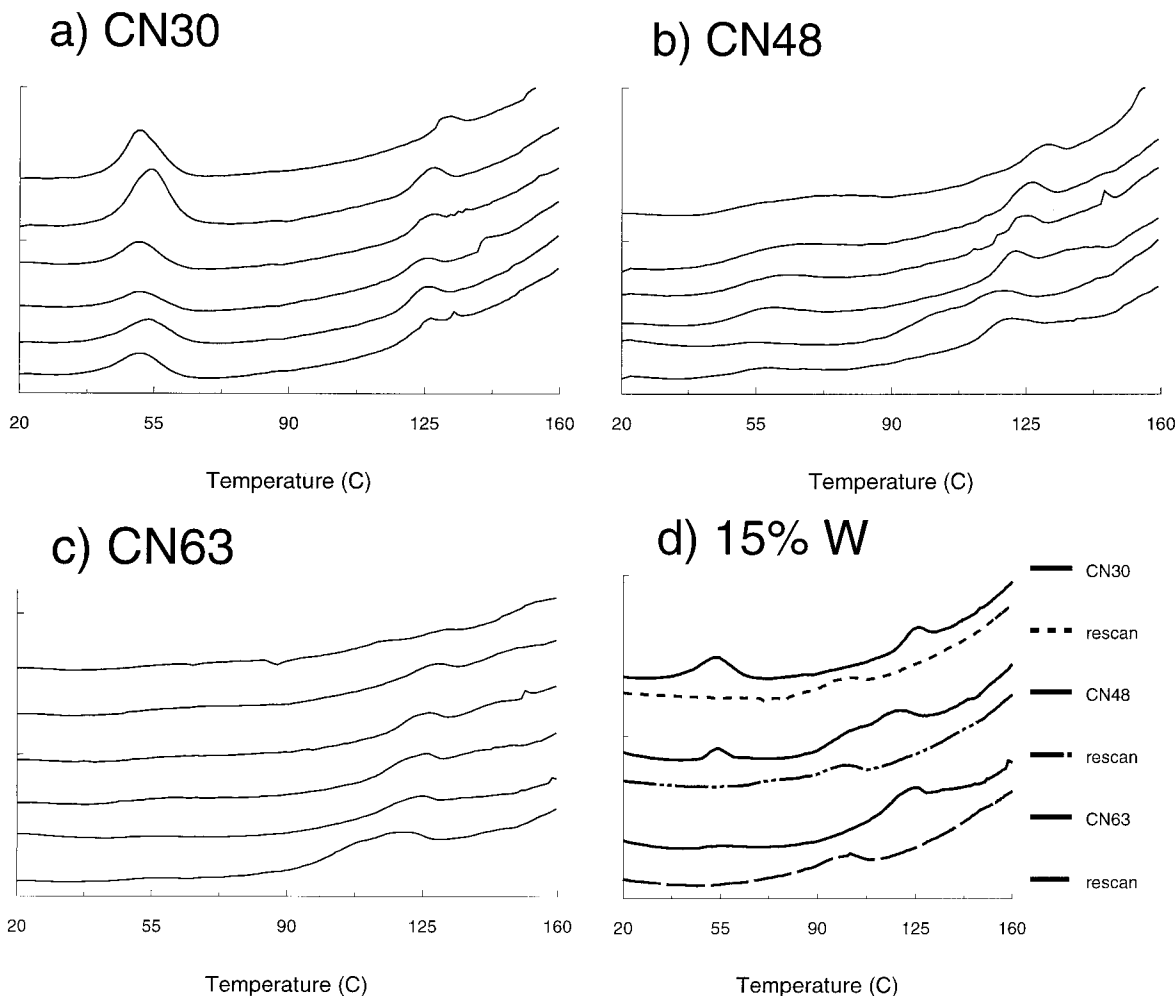 a) CN30
b) CN48
20 55 90 125 160
20 55 90 125 160
Temperature (C)
Temperature (C)
c) CN63
d) 15% W
CN30
rescan
CN48
rescan
CN63
rescan
20 55 90 125 160
20 55 90 125 160
Temperature (C)
Temperature (C)